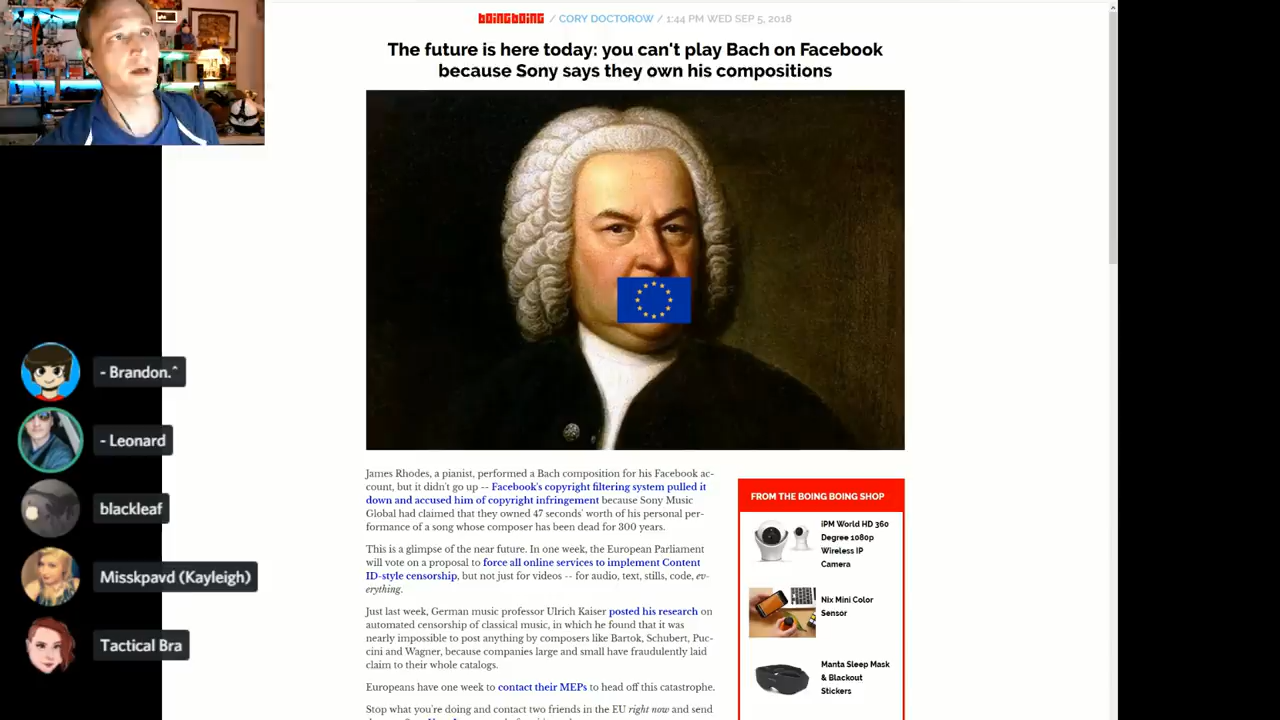 boingboing / CORY DOCTOROW / 1:44 PM WED SEP 5, 2018
The future is here today: you can't play Bach on Facebook
because Sony says they own his compositions
- Brandon.^
- Leonard
blackleaf
Misskpavd (Kayleigh)
Tactical Bra
James Rhodes, a pianist, performed a Bach composition for his Facebook ac-
count, but it didn't go up -- Facebook's copyright filtering system pulled it
down and accused him of copyright infringement because Sony Music
Global had claimed that they owned 47 seconds' worth of his personal per-
formance of a song whose composer has been dead for 300 years.
This is a glimpse of the near future. In one week, the European Parliament
will vote on a proposal to force all online services to implement Content
ID-style censorship, but not just for videos -- for audio, text, stills, code, ev-
erything.
Just last week, German music professor Ulrich Kaiser posted his research on
automated censorship of classical music, in which he found that it was
nearly impossible to post anything by composers like Bartok, Schubert, Puc-
cini and Wagner, because companies large and small have fraudulently laid
claim to their whole catalogs.
Europeans have one week to contact their MEPs to head off this catastrophe.
Stop what you're doing and contact two friends in the EU right now and send
FROM THE BOING BOING SHOP
iPM World HD 360
Degree 1080p
Wireless IP
Camera
Nix Mini Color
Sensor
Manta Sleep Mask
& Blackout
Stickers